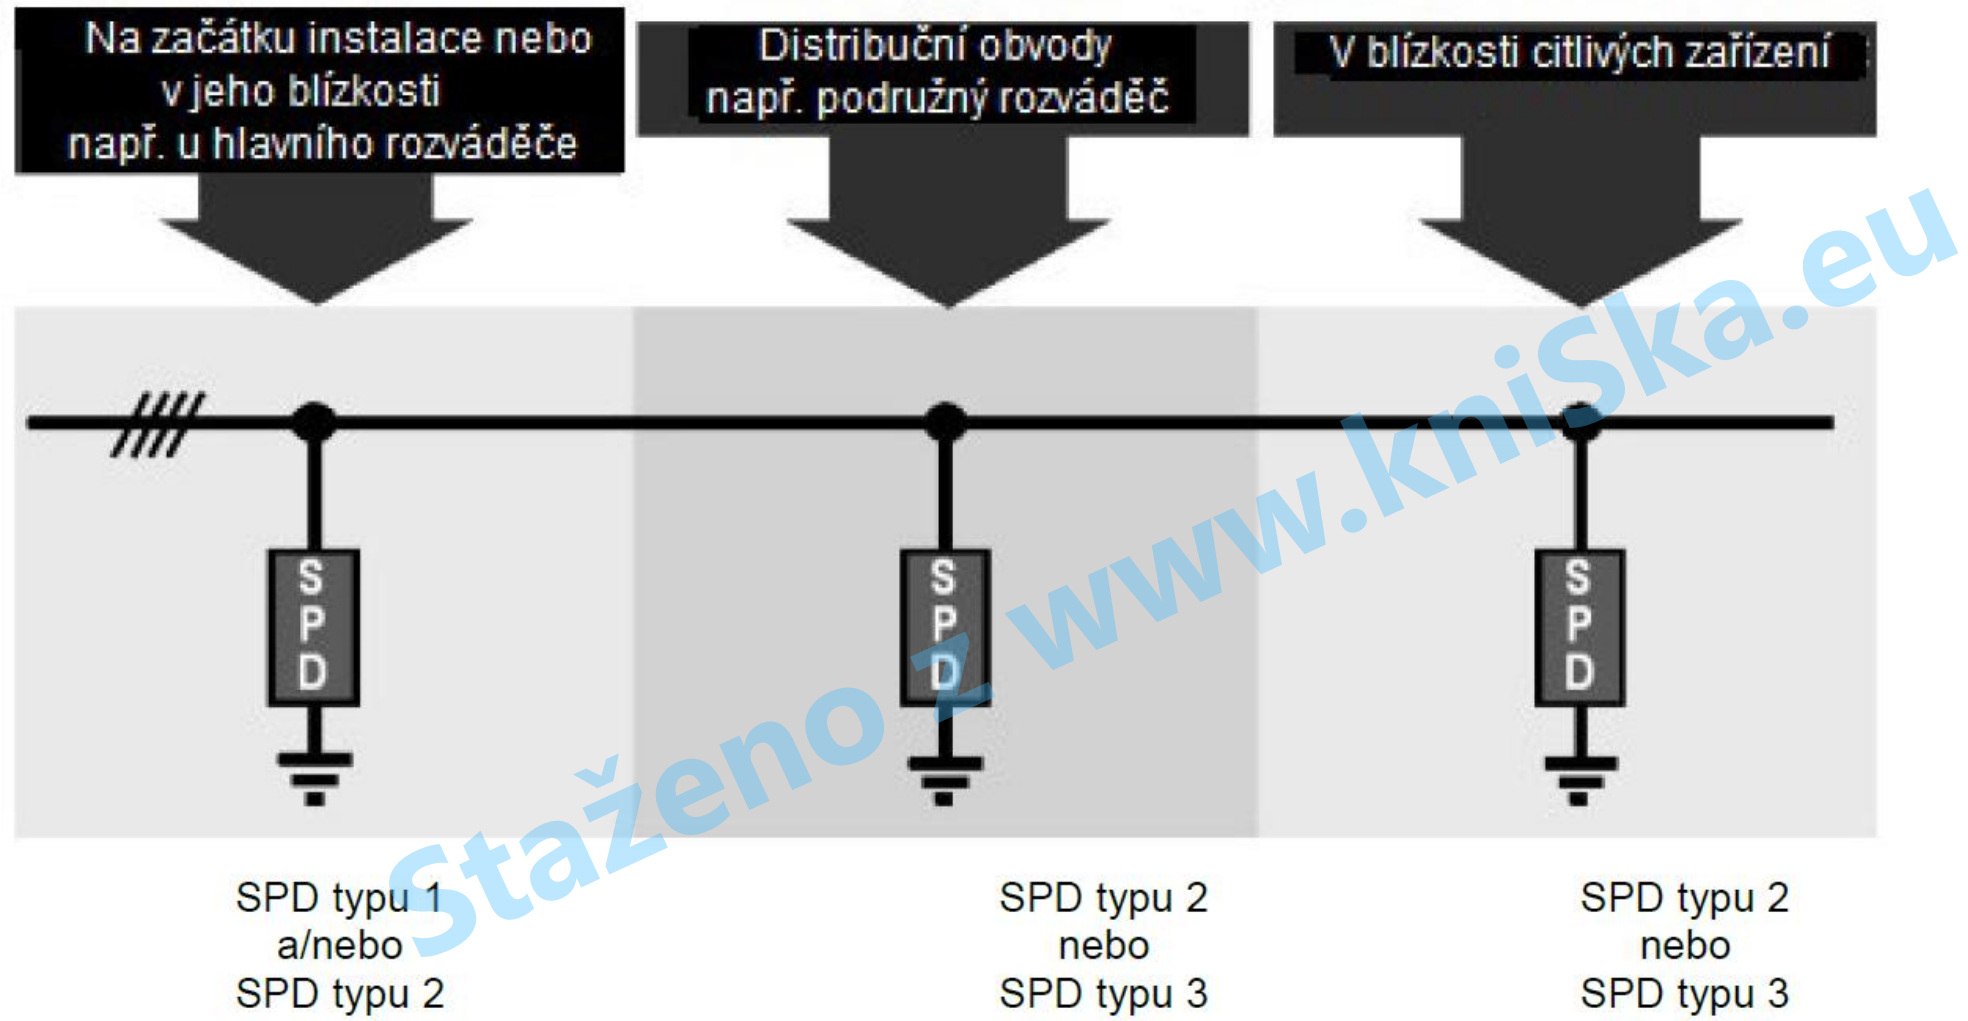 Na začátku instalace nebo
v jeho blízkosti
např. u hlavního rozváděče
Distribuční obvody
např. podružný rozváděč
V blízkosti citlivých zařízení
S
P
D
S
P
D
S
P
D
SPD typu 1
a/nebo
SPD typu 2
SPD typu 2
nebo
SPD typu 3
SPD typu 2
nebo
SPD typu 3
Staženo z www.kniSka.eu